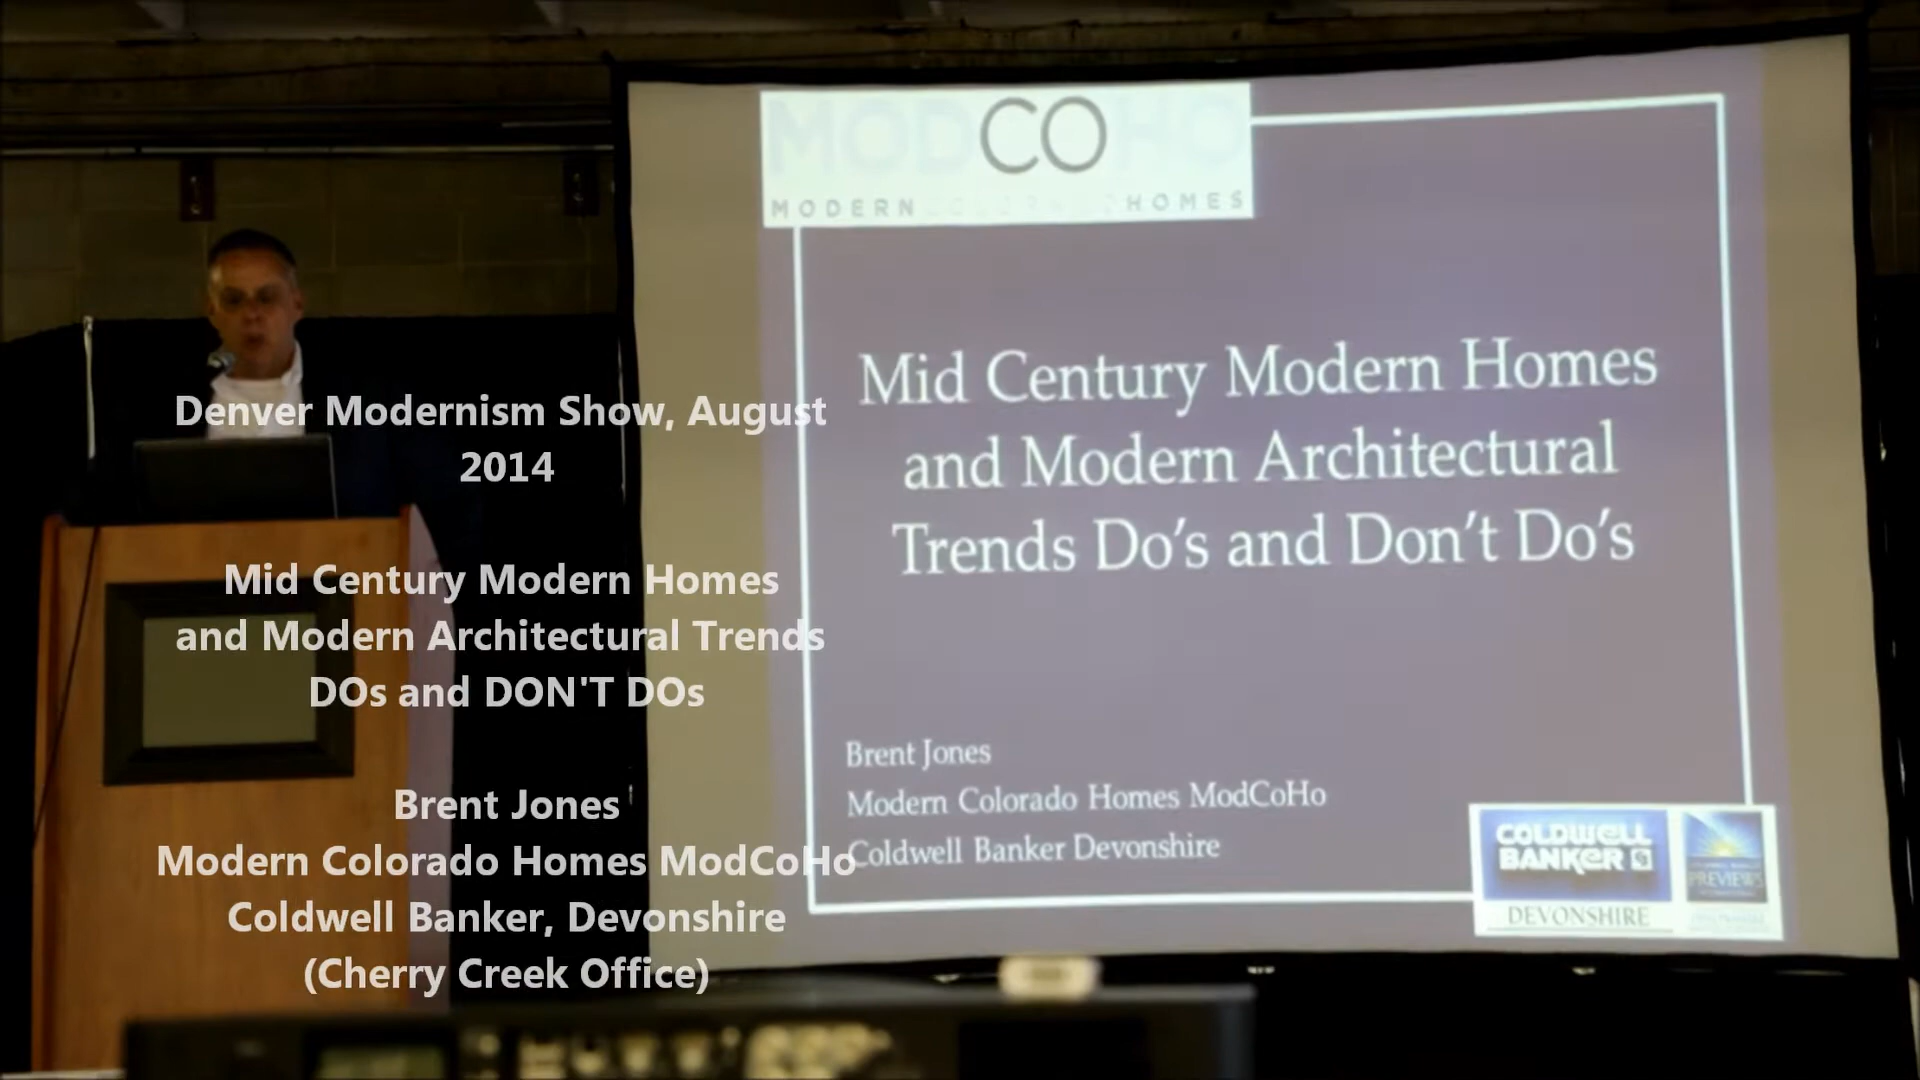 MODCOHO
MODERN COLORADO HOMES
Mid Century Modern Homes
and Modern Architectural
Trends Do's and Don't Do's
Brent Jones
Modern Colorado Homes ModCoHo
Coldwell Banker Devonshire
COLDWELL
BANKER
DEVONSHIRE
PREVIEWS
Denver Modernism Show, August
2014
Mid Century Modern Homes
and Modern Architectural Trends
DOs and DON'T DOs
Brent Jones
Modern Colorado Homes ModCoHo
Coldwell Banker, Devonshire
(Cherry Creek Office)